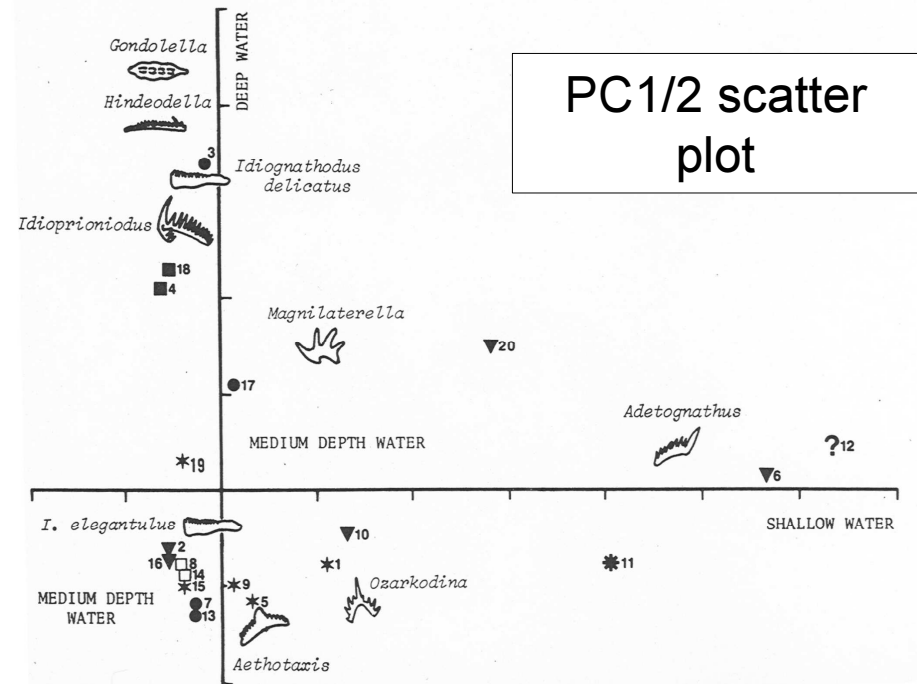 Gondolella
DEEP WATER
PC1/2 scatter
plot
Hindeodella
3
Idiognathodus
delicatus
Idioprioniodus
18
4
Magnilaterella
20
17
Adetognathus
MEDIUM DEPTH WATER
?12
19
6
I. elegantulus
SHALLOW WATER
10
2
16
8
1
11
14
15
9
Ozarkodina
MEDIUM DEPTH
WATER
7
5
13
Aethotaxis